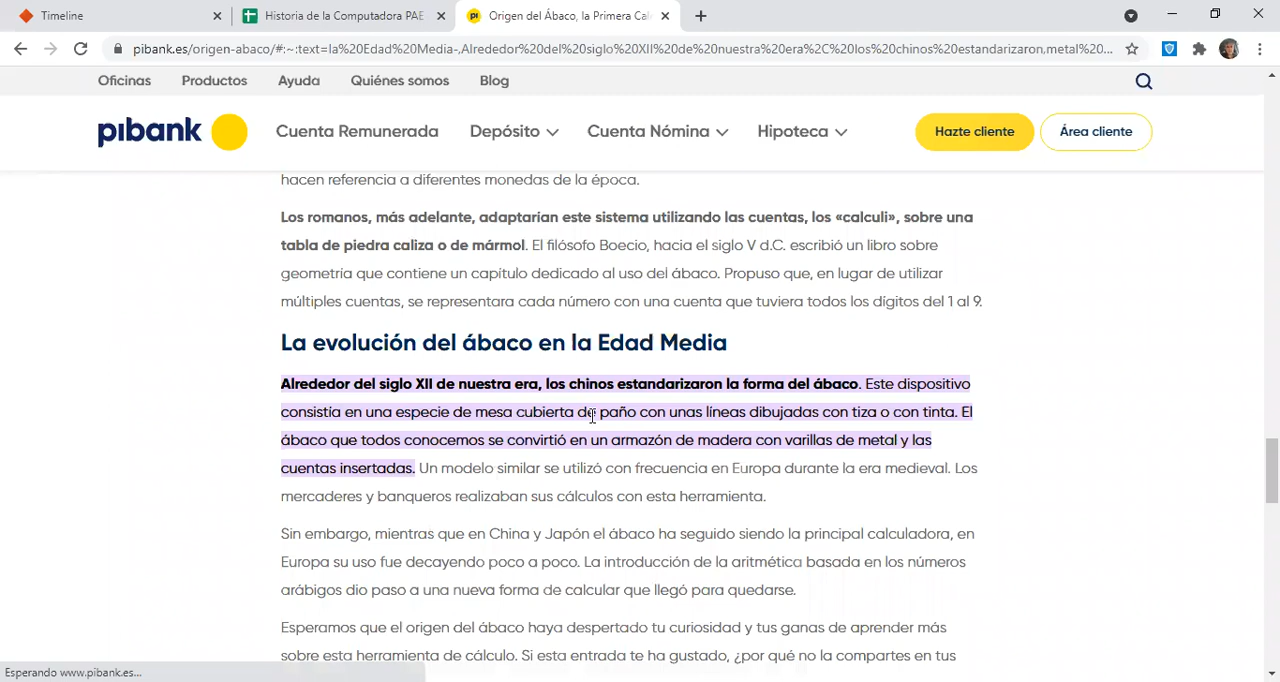 Timeline
Historia de la Computadora PAE
Origen del Ábaco, la Primera Cal
pibank.es/origen-abaco/#:~:text=la%20Edad%20Media-,Alrededor%20del%20siglo%20XII%20de%20nuestra%20era%2C%20los%20chinos%20estandarizaron,metal%20...
Oficinas Productos Ayuda Quiénes somos Blog
pibank Cuenta Remunerada Depósito Cuenta Nómina Hipoteca Hazte cliente Área cliente
hacen referencia a diferentes monedas de la época.
Los romanos, más adelante, adaptarían este sistema utilizando las cuentas, los «calculi», sobre una
tabla de piedra caliza o de mármol. El filósofo Boecio, hacia el siglo V d.C. escribió un libro sobre
geometría que contiene un capítulo dedicado al uso del ábaco. Propuso que, en lugar de utilizar
múltiples cuentas, se representara cada número con una cuenta que tuviera todos los dígitos del 1 al 9.
La evolución del ábaco en la Edad Media
Alrededor del siglo XII de nuestra era, los chinos estandarizaron la forma del ábaco. Este dispositivo
consistía en una especie de mesa cubierta de paño con unas líneas dibujadas con tiza o con tinta. El
ábaco que todos conocemos se convirtió en un armazón de madera con varillas de metal y las
cuentas insertadas. Un modelo similar se utilizó con frecuencia en Europa durante la era medieval. Los
mercaderes y banqueros realizaban sus cálculos con esta herramienta.
Sin embargo, mientras que en China y Japón el ábaco ha seguido siendo la principal calculadora, en
Europa su uso fue decayendo poco a poco. La introducción de la aritmética basada en los números
arábigos dio paso a una nueva forma de calcular que llegó para quedarse.
Esperamos que el origen del ábaco haya despertado tu curiosidad y tus ganas de aprender más
sobre esta herramienta de cálculo. Si esta entrada te ha gustado, ¿por qué no la compartes en tus
Esperando www.pibank.es...